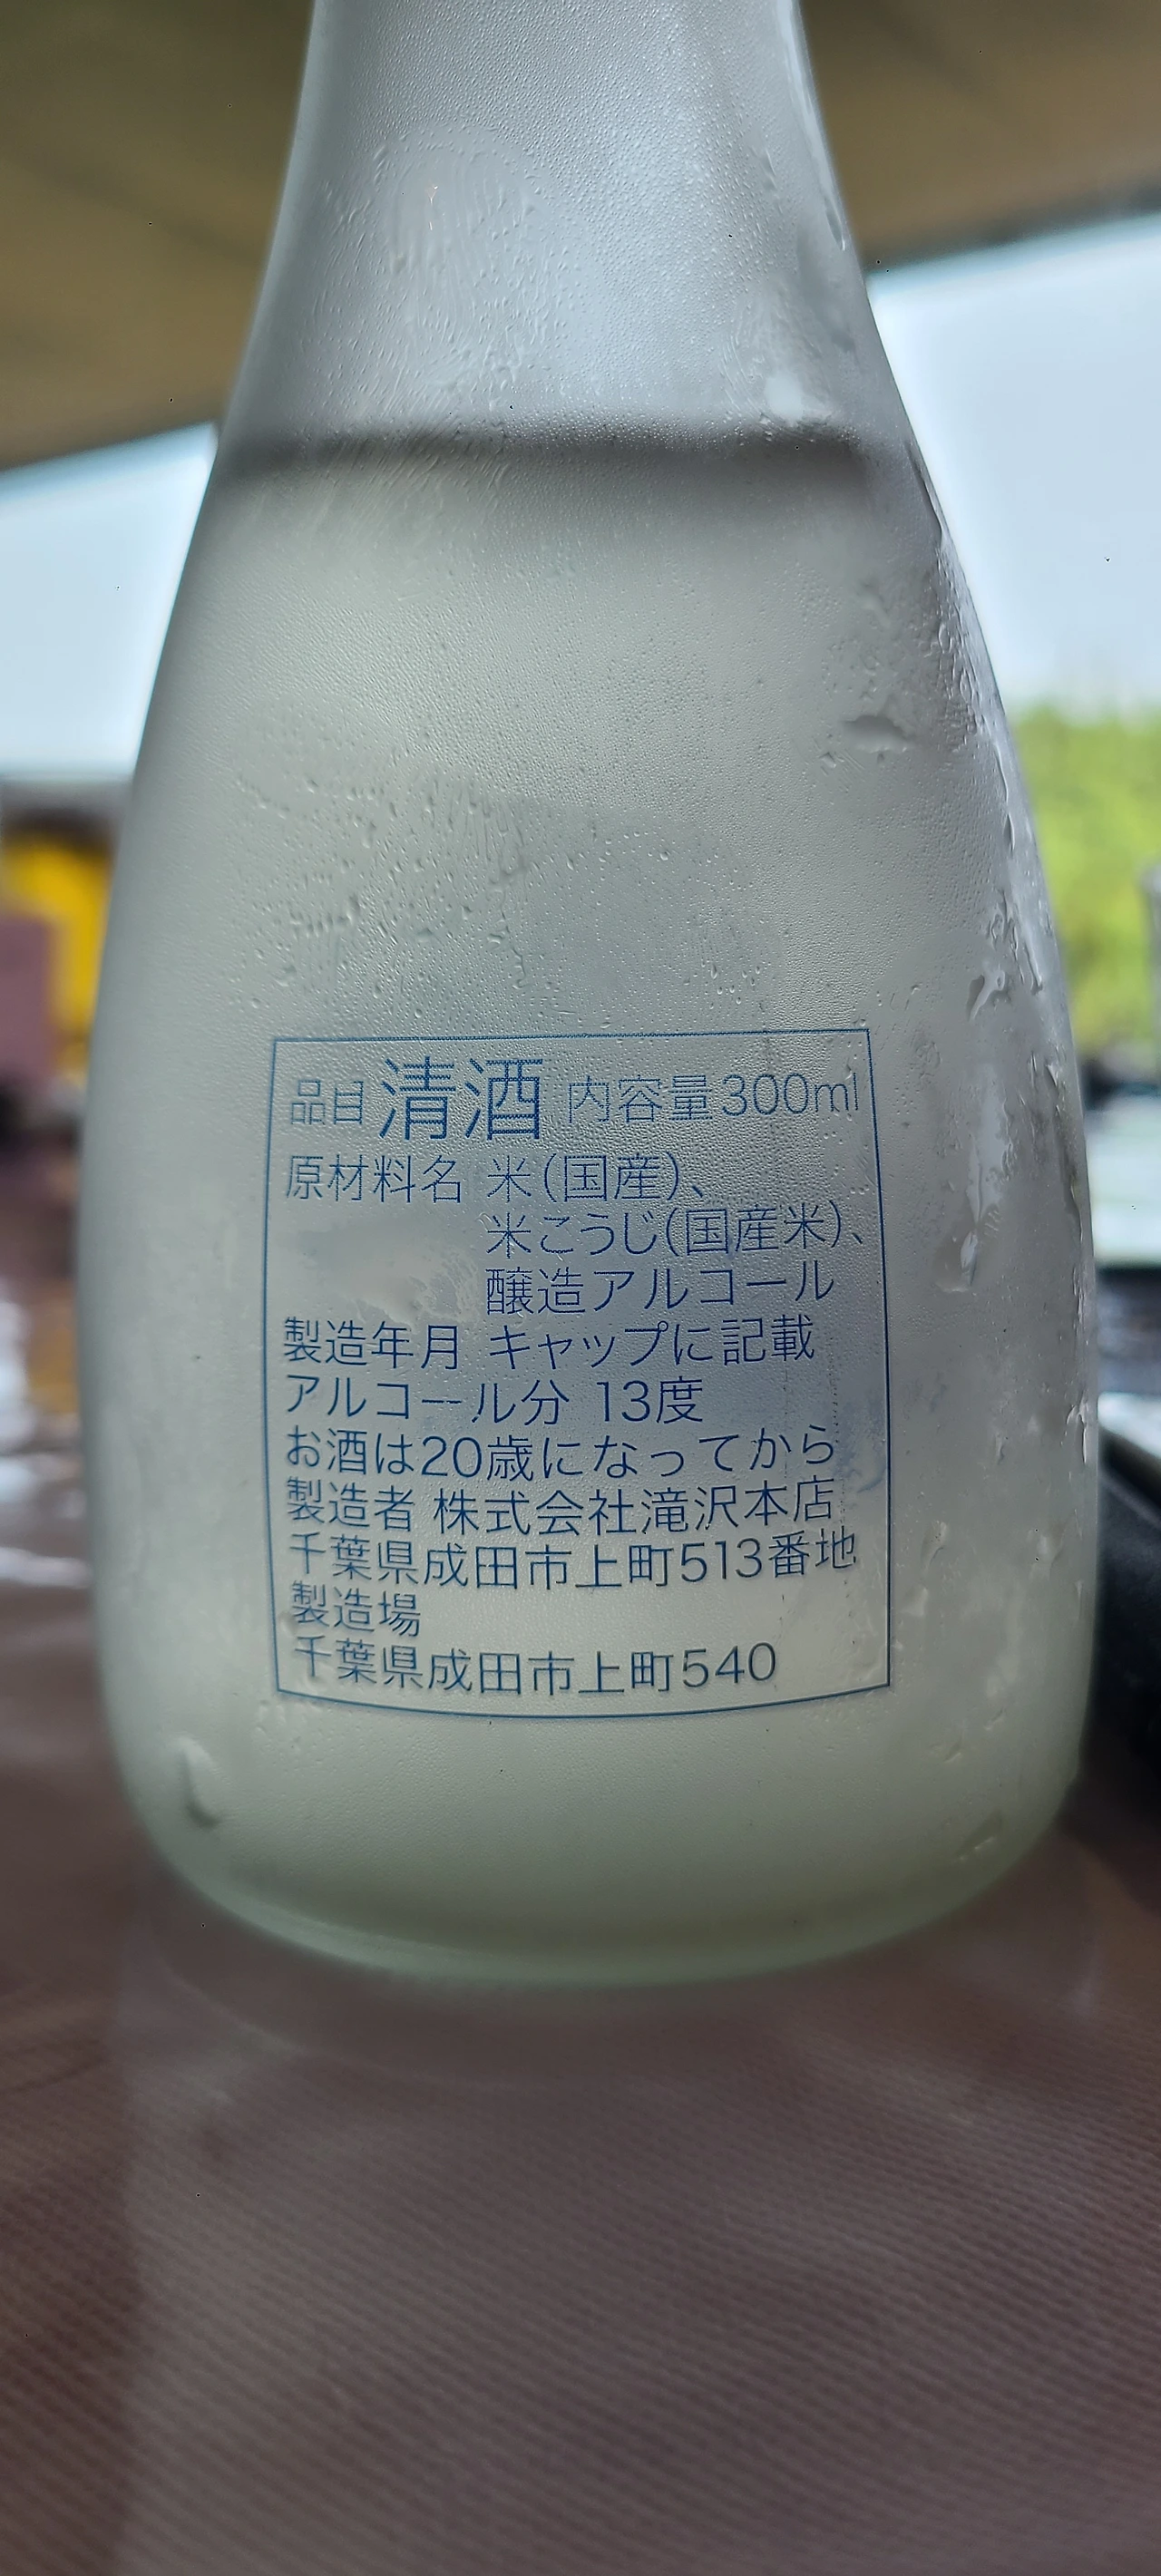 品目 清酒 内容量300ml
原材料名 米(国産)、
米こうじ(国産米)、
醸造アルコール
製造年月 キャップに記載
アルコール分 13度
お酒は20歳になってから
製造者 株式会社滝沢本店
千葉県成田市上町513番地
製造場
千葉県成田市上町540